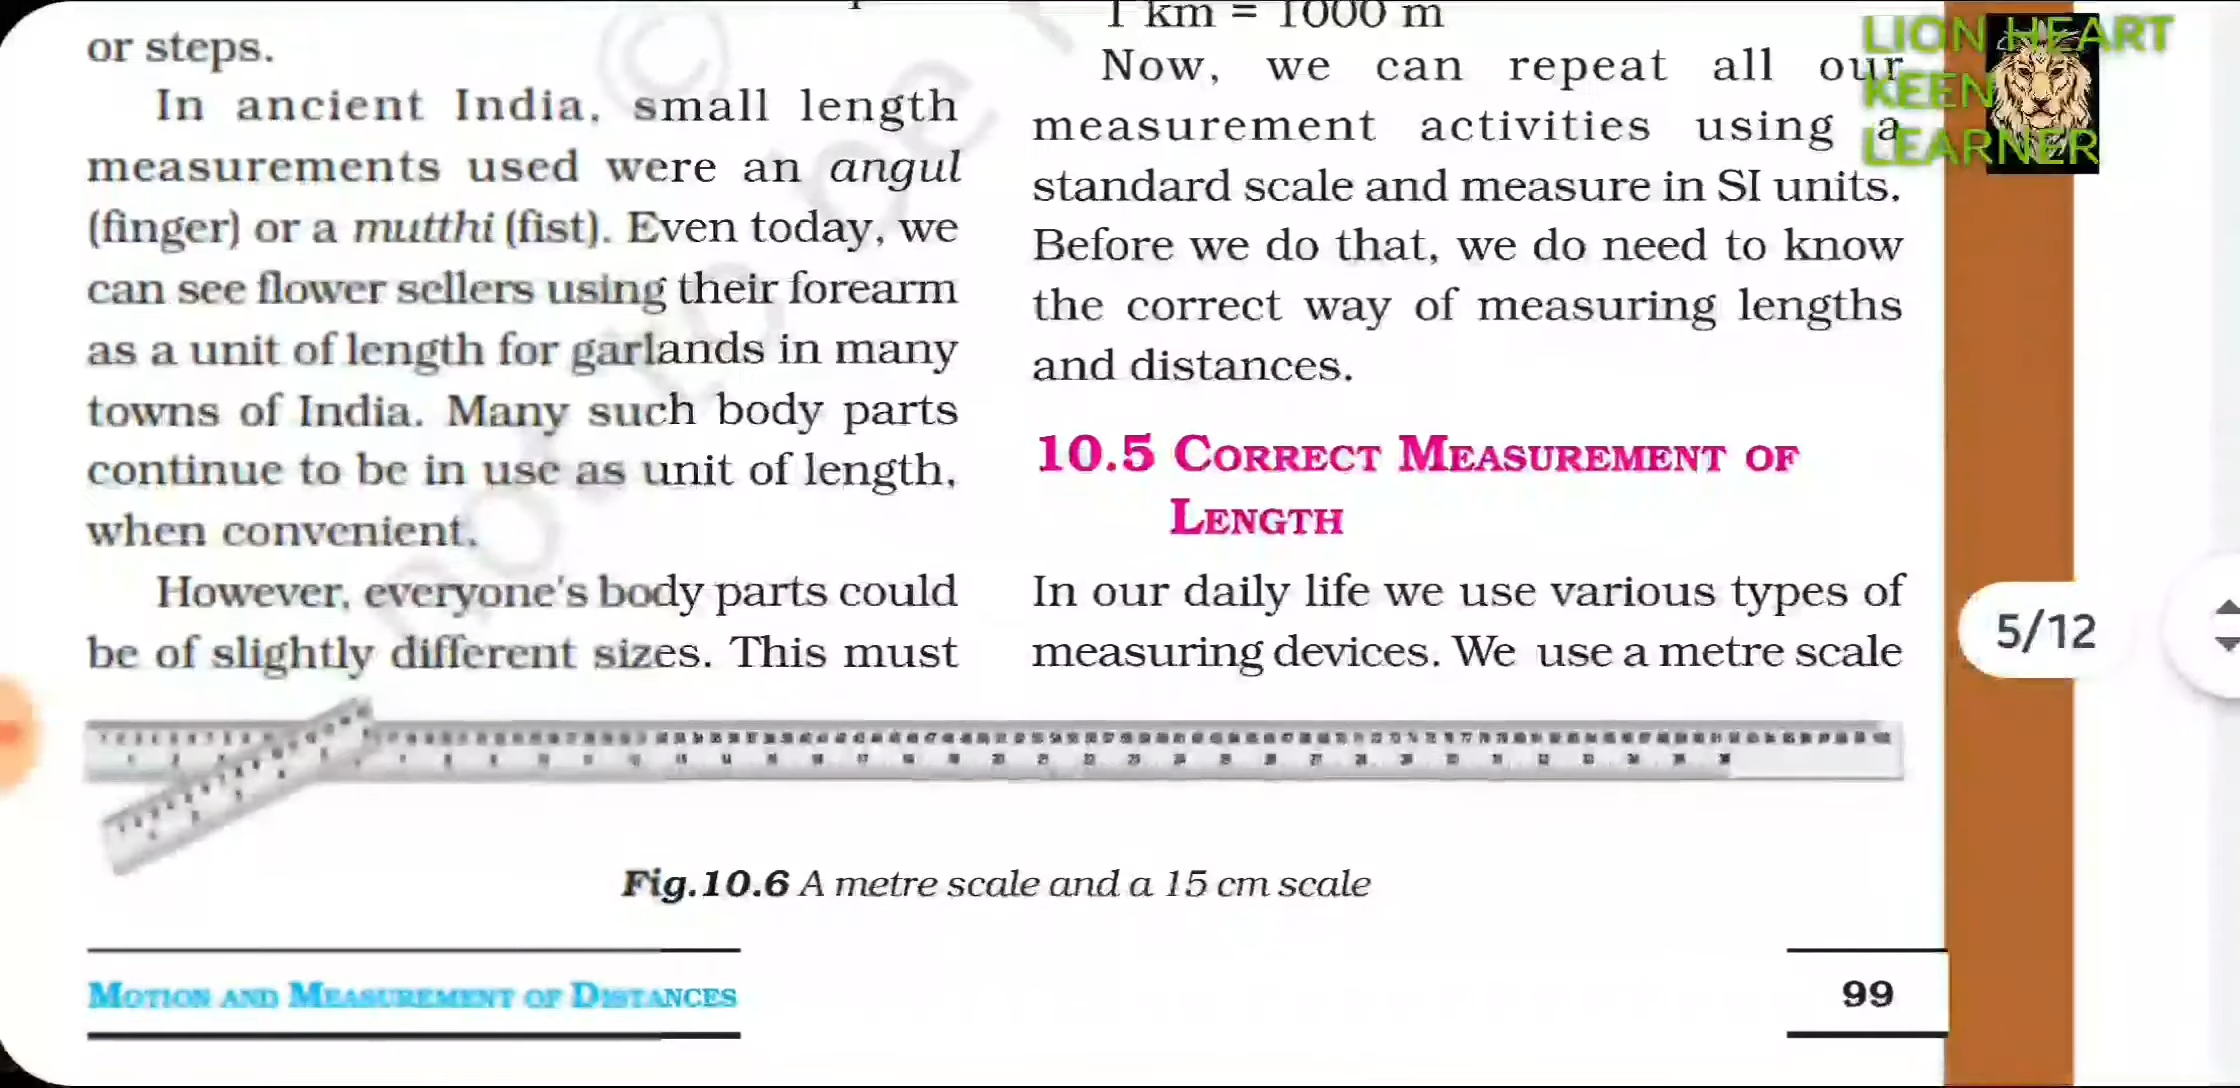 or steps.
In ancient India, small length
measurements used were an angul
(finger) or a mutthi (fist). Even today, we
can see flower sellers using their forearm
as a unit of length for garlands in many
towns of India. Many such body parts
continue to be in use as unit of length,
when convenient.
However, everyone's body parts could
be of slightly different sizes. This must
1 km = 1000 m
Now, we can repeat all our
measurement activities using a
standard scale and measure in SI units.
Before we do that, we do need to know
the correct way of measuring lengths
and distances.
10.5 CORRECT MEASUREMENT OF
LENGTH
In our daily life we use various types of
measuring devices. We use a metre scale
Fig.10.6 A metre scale and a 15 cm scale
MOTION AND MEASUREMENT OF DISTANCES
99
LION HEART
KEEN
LEARNER
5/12